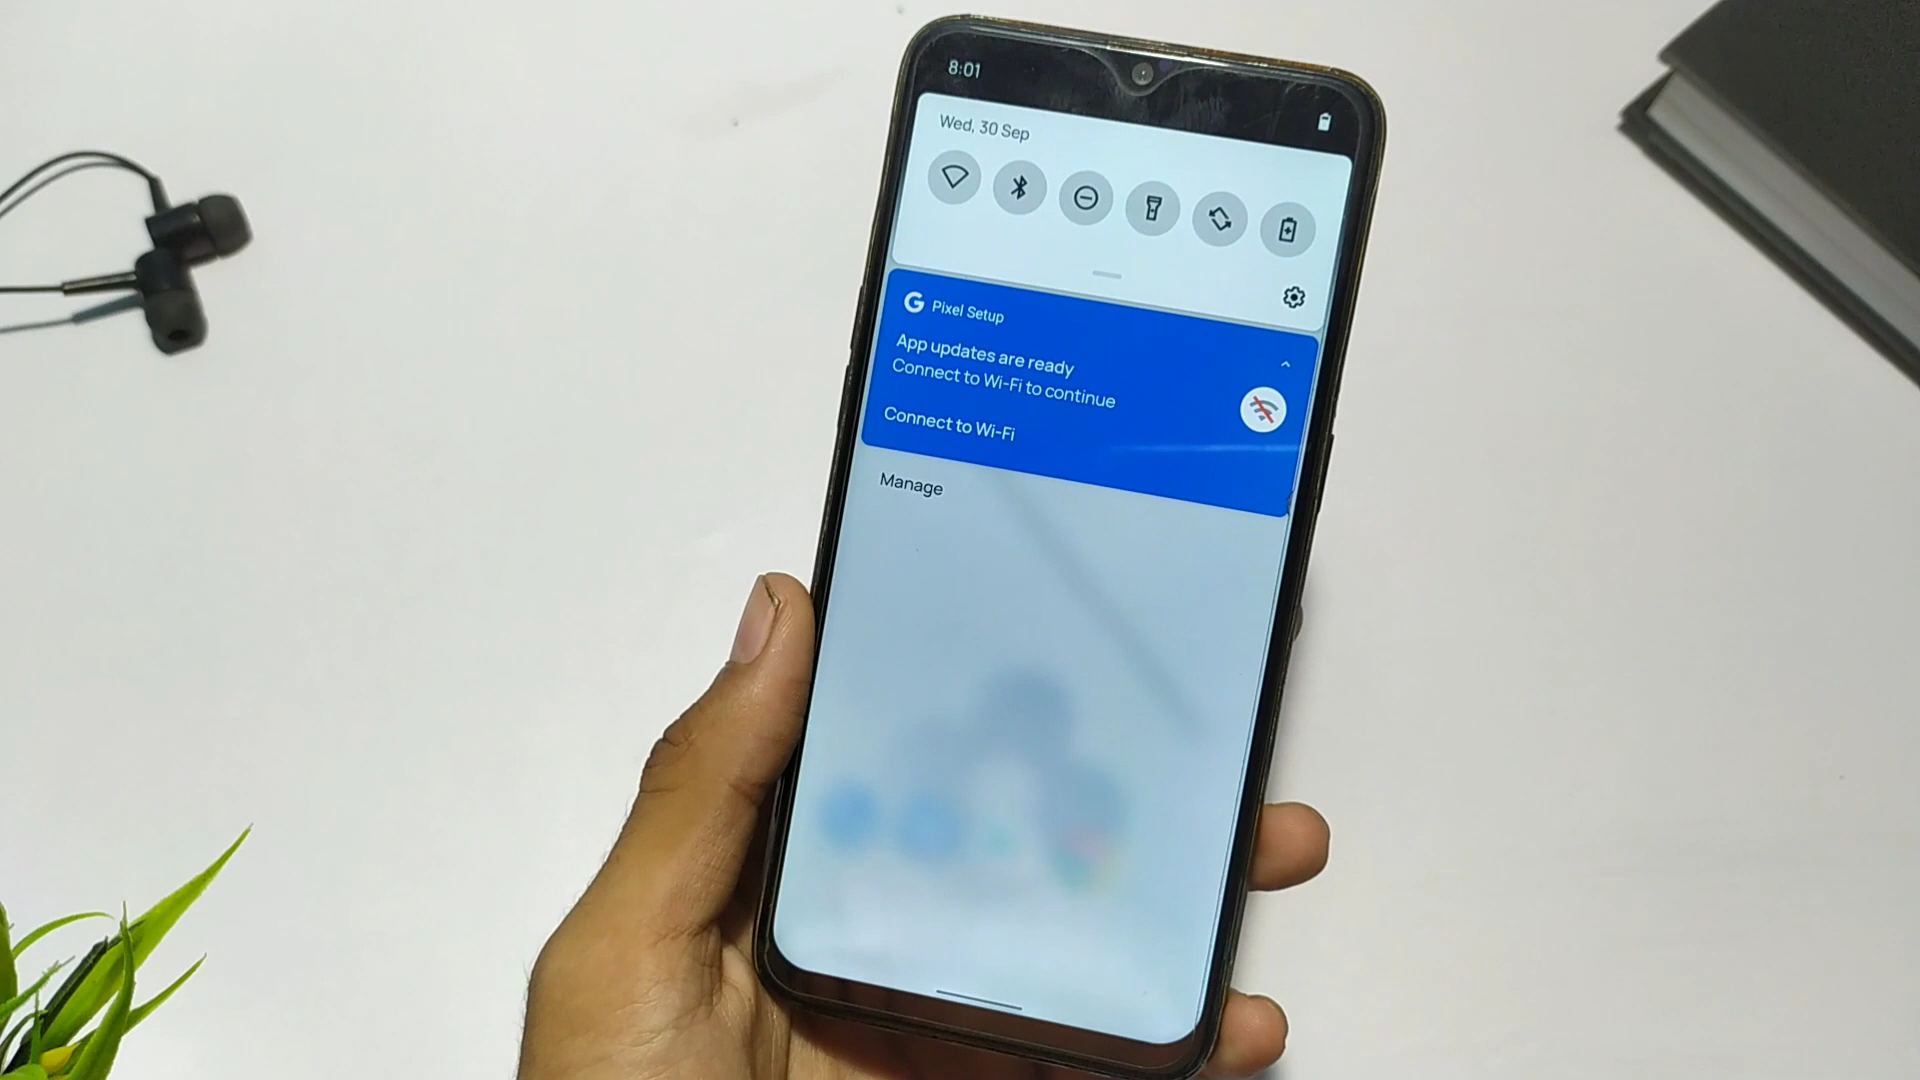 8:01
Wed, 30 Sep
G Pixel Setup
App updates are ready
Connect to Wi-Fi to continue
Connect to Wi-Fi
Manage